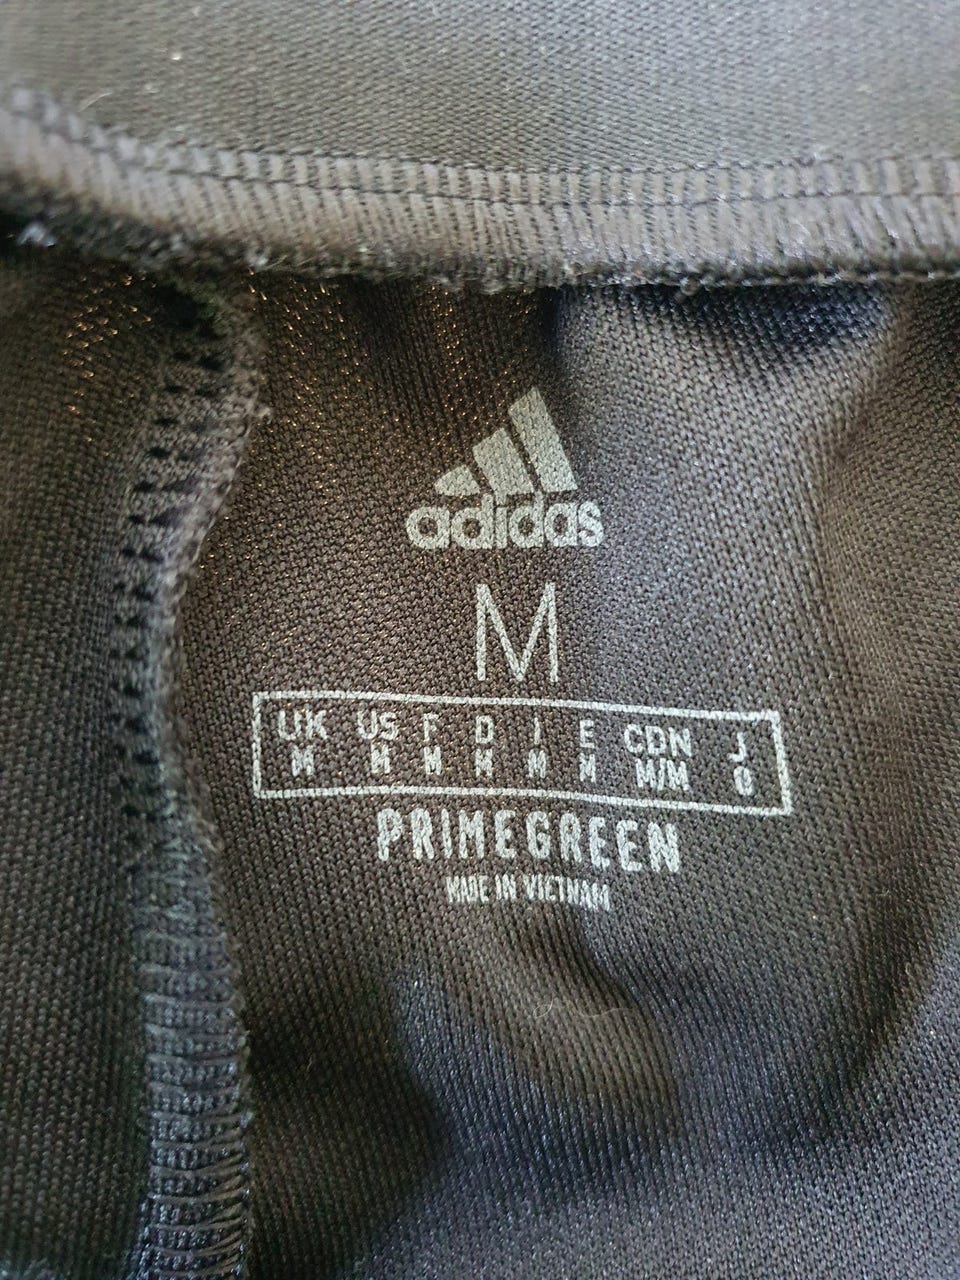 adidas
M
UK US F D I E CDN J
M M M M M M M/M O
PRIMEGREEN
MADE IN VIETNAM